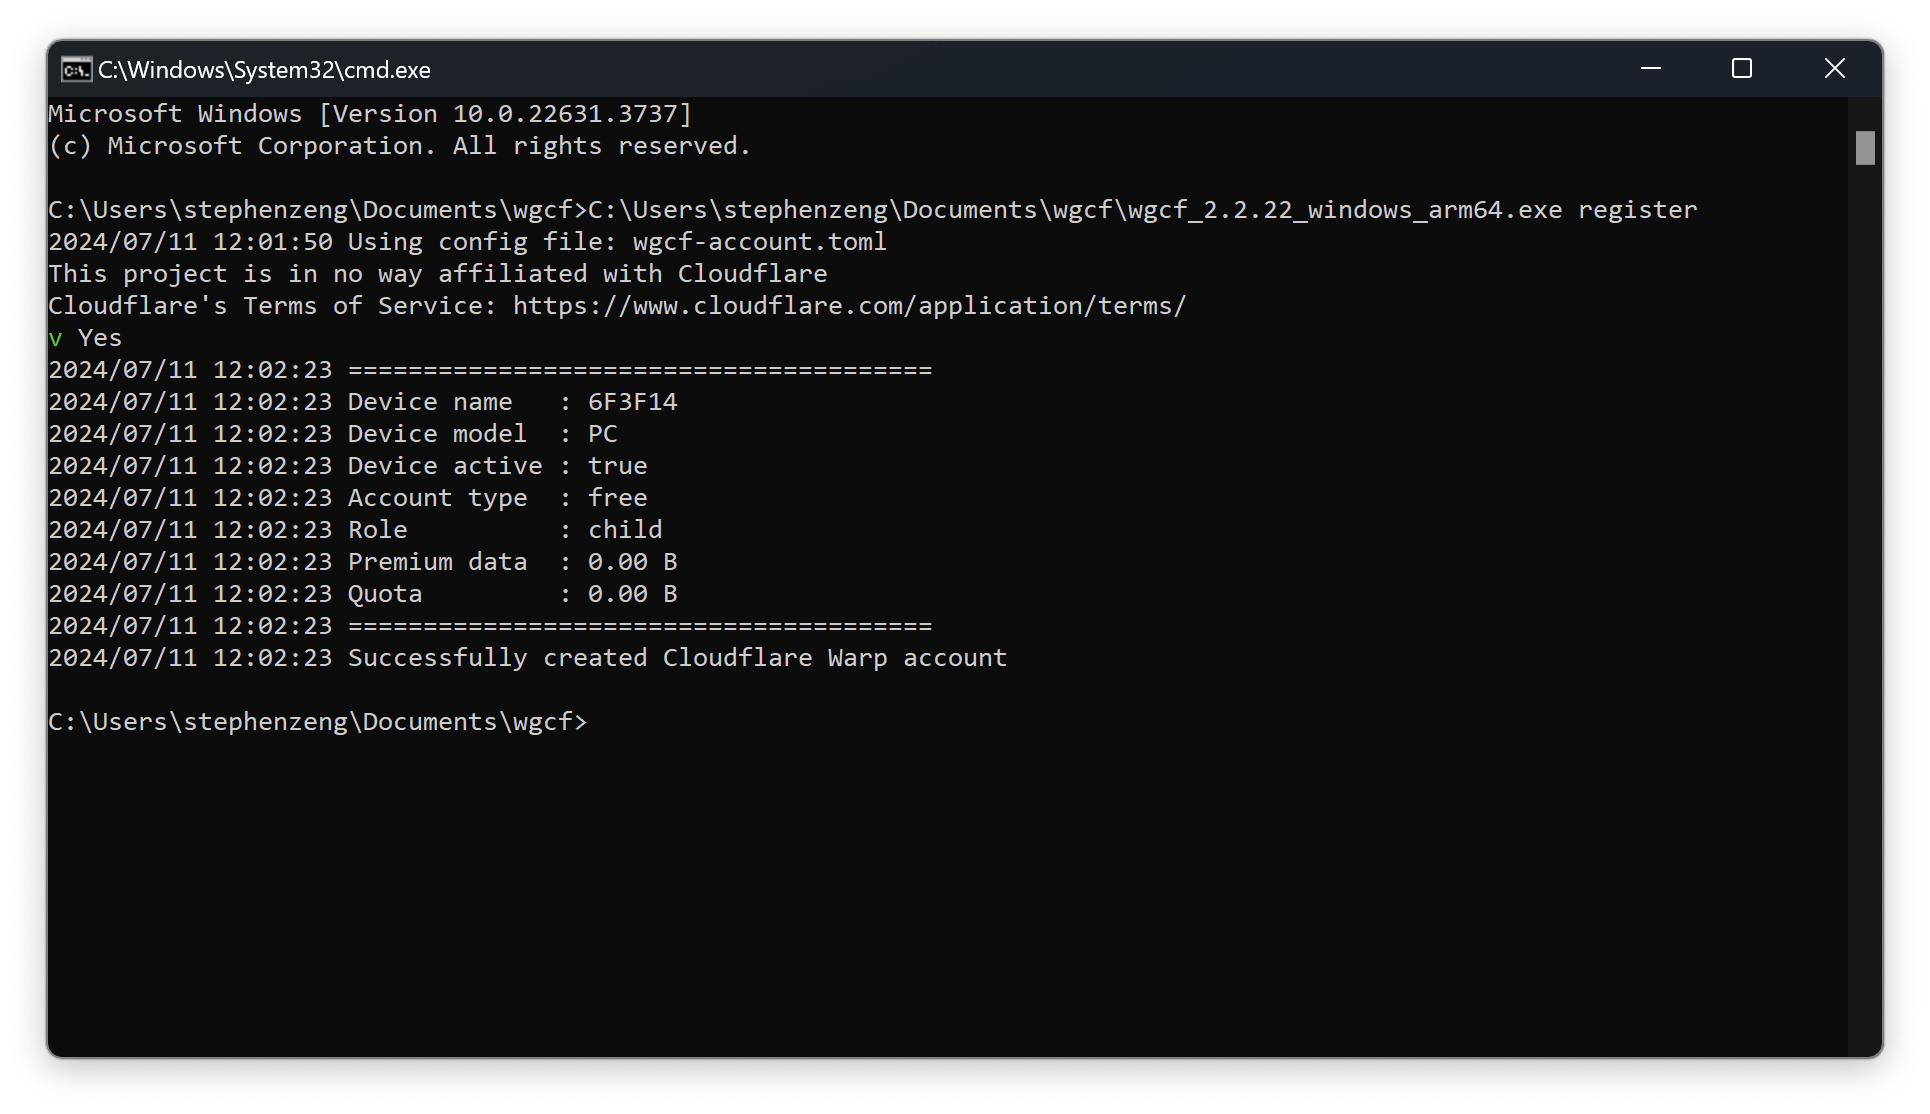 C:\Windows\System32\cmd.exe
Microsoft Windows [Version 10.0.22631.3737]
(c) Microsoft Corporation. All rights reserved.
C:\Users\stephenzeng\Documents\wgcf>C:\Users\stephenzeng\Documents\wgcf\wgcf_2.2.22_windows_arm64.exe register
2024/07/11 12:01:50 Using config file: wgcf-account.toml
This project is in no way affiliated with Cloudflare
Cloudflare's Terms of Service: https://www.cloudflare.com/application/terms/
v Yes
2024/07/11 12:02:23 =======================================
2024/07/11 12:02:23 Device name   : 6F3F14
2024/07/11 12:02:23 Device model  : PC
2024/07/11 12:02:23 Device active : true
2024/07/11 12:02:23 Account type  : free
2024/07/11 12:02:23 Role          : child
2024/07/11 12:02:23 Premium data  : 0.00 B
2024/07/11 12:02:23 Quota         : 0.00 B
2024/07/11 12:02:23 =======================================
2024/07/11 12:02:23 Successfully created Cloudflare Warp account
C:\Users\stephenzeng\Documents\wgcf>